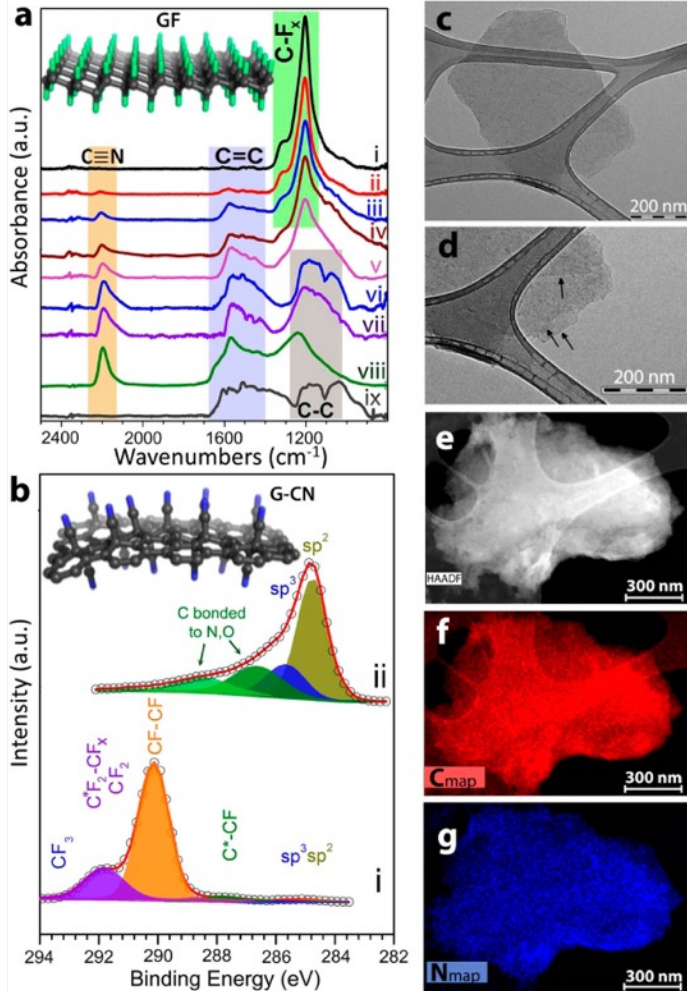 a
GF
C-Fₓ
C≡N
C=C
i
ii
iii
iv
v
vi
vii
viii
ix
C-C
Absorbance (a.u.)
2400 2000 1600 1200
Wavenumbers (cm⁻¹)
b
G-CN
sp²
sp³
C bonded
to N,O
ii
Intensity (a.u.)
CF₃
C*F₂-CFₓ
CF₂
CF-CF
C*-CF
sp³sp²
i
294 292 290 288 286 284 282
Binding Energy (eV)
c
200 nm
d
200 nm
e
HAADF
300 nm
f
Cmap
300 nm
g
Nmap
300 nm